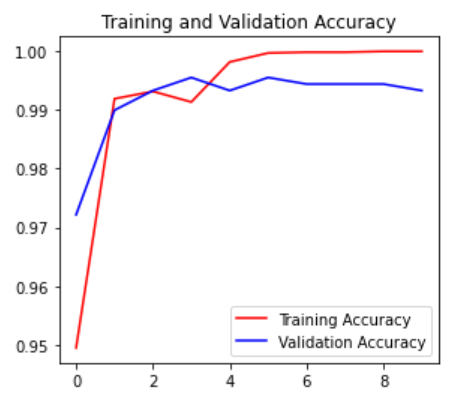 Training and Validation Accuracy
1.00
0.99
0.98
0.97
0.96
0.95
Training Accuracy
Validation Accuracy
0 2 4 6 8